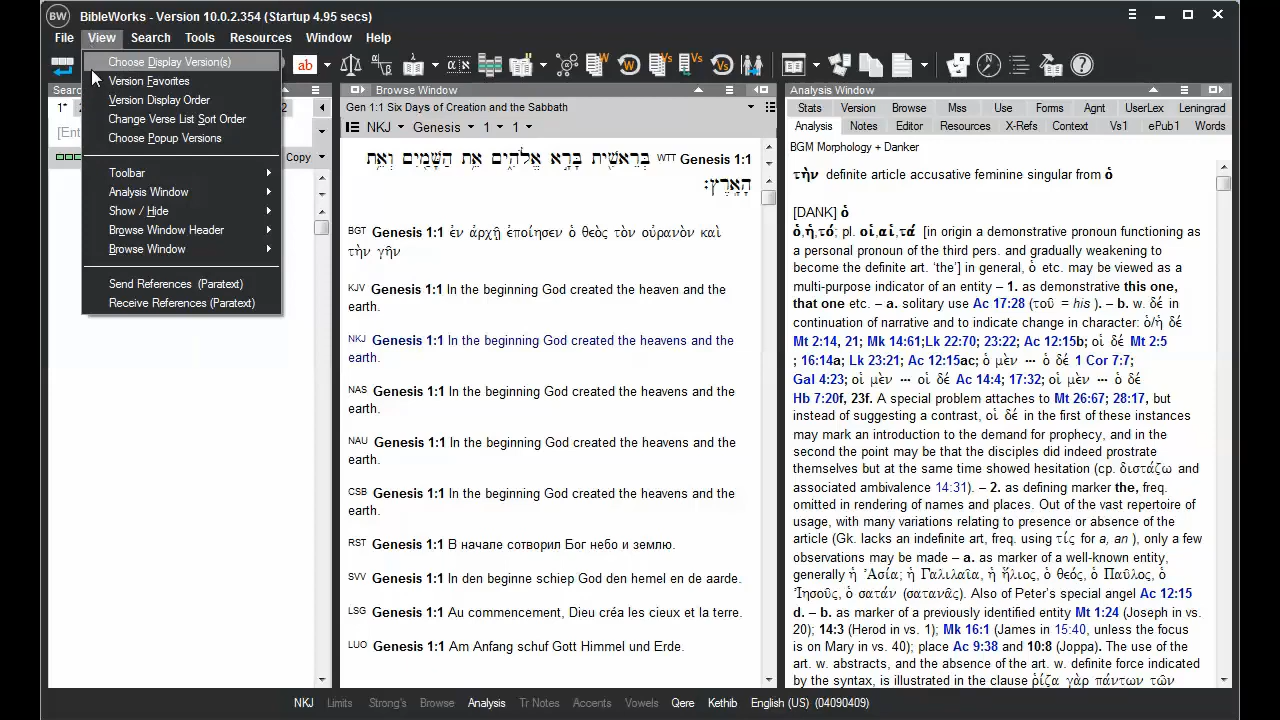 BW BibleWorks - Version 10.0.2.354 (Startup 4.95 secs)
File View Search Tools Resources Window Help
Choose Display Version(s)
Version Favorites
Version Display Order
Change Verse List Sort Order
Choose Popup Versions
Toolbar
Analysis Window
Show / Hide
Browse Window Header
Browse Window
Send References (Paratext)
Receive References (Paratext)
Copy
Browse Window
Gen 1:1 Six Days of Creation and the Sabbath
NKJ Genesis 1 1
WTT Genesis 1:1 בְּרֵאשִׁ֖ית בָּרָ֣א אֱלֹהִ֑ים אֵ֥ת הַשָּׁמַ֖יִם וְאֵ֥ת
הָאָֽרֶץ׃
BGT Genesis 1:1 ἐν ἀρχῇ ἐποίησεν ὁ θεὸς τὸν οὐρανὸν καὶ
τὴν γῆν
KJV Genesis 1:1 In the beginning God created the heaven and the
earth.
NKJ Genesis 1:1 In the beginning God created the heavens and the
earth.
NAS Genesis 1:1 In the beginning God created the heavens and the
earth.
NAU Genesis 1:1 In the beginning God created the heavens and the
earth.
CSB Genesis 1:1 In the beginning God created the heavens and the
earth.
RST Genesis 1:1 В начале сотворил Бог небо и землю.
SVV Genesis 1:1 In den beginne schiep God den hemel en de aarde.
LSG Genesis 1:1 Au commencement, Dieu créa les cieux et la terre.
LUO Genesis 1:1 Am Anfang schuf Gott Himmel und Erde.
Analysis Window
Stats Version Browse Mss Use Forms Agnt UserLex Leningrad
Analysis Notes Editor Resources X-Refs Context Vs1 ePub1 Words
BGM Morphology + Danker
τὴν definite article accusative feminine singular from ὁ
[DANK] ὁ
ὁ,ἡ,τό; pl. οἱ,αἱ,τά [in origin a demonstrative pronoun functioning as
a personal pronoun of the third pers. and gradually weakening to
become the definite art. ‘the’] in general, ὁ etc. may be viewed as a
multi-purpose indicator of an entity – 1. as demonstrative this one,
that one etc. – a. solitary use Ac 17:28 (τοῦ = his ). – b. w. δέ in
continuation of narrative and to indicate change in character: ὁ/ἡ δέ
Mt 2:14, 21; Mk 14:61;Lk 22:70; 23:22; Ac 12:15b; οἱ δέ Mt 2:5
; 16:14a; Lk 23:21; Ac 12:15ac; ὁ μὲν ··· ὁ δέ 1 Cor 7:7;
Gal 4:23; οἱ μὲν ··· οἱ δέ Ac 14:4; 17:32; οἱ μὲν ··· ὁ δέ
Hb 7:20f, 23f. A special problem attaches to Mt 26:67; 28:17, but
instead of suggesting a contrast, οἱ δέ in the first of these instances
may mark an introduction to the demand for prophecy, and in the
second the point may be that the disciples did indeed prostrate
themselves but at the same time showed hesitation (cp. διστάζω and
associated ambivalence 14:31). – 2. as defining marker the, freq.
omitted in rendering of names and places. Out of the vast repertoire of
usage, with many variations relating to presence or absence of the
article (Gk. lacks an indefinite art, freq. using τίς for a, an ), only a few
observations may be made – a. as marker of a well-known entity,
generally ἡ Ἀσία; ἡ Γαλιλαῖα, ἡ ἥλιος, ὁ θεός, ὁ Παῦλος, ὁ
Ἰησοῦς, ὁ σατάν (σατανᾶς). Also of Peter’s special angel Ac 12:15
d. – b. as marker of a previously identified entity Mt 1:24 (Joseph in vs.
20); 14:3 (Herod in vs. 1); Mk 16:1 (James in 15:40, unless the focus
is on Mary in vs. 40); place Ac 9:38 and 10:8 (Joppa). The use of the
art. w. abstracts, and the absence of the art. w. definite force indicated
by the syntax, is illustrated in the clause ῥίζα γὰρ πάντων τῶν
NKJ Limits Strong's Browse Analysis Tr Notes Accents Vowels Qere Kethib English (US) (04090409)